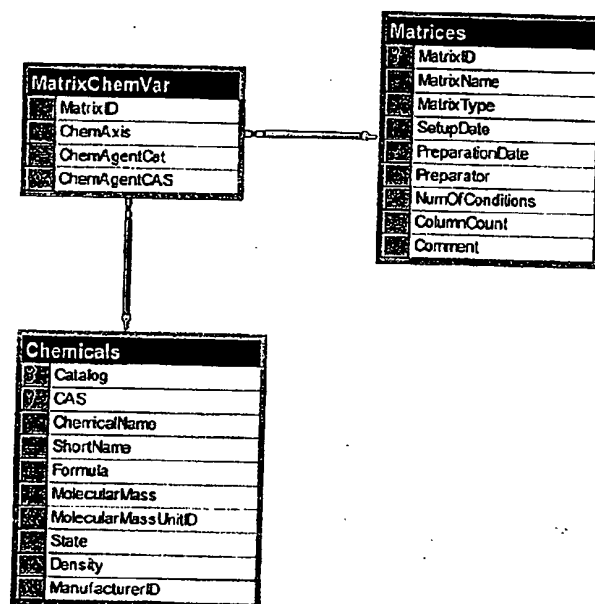 Matrices
MatrixID
MatrixName
MatrixType
SetupDate
PreparationDate
Preparator
NumOfConditions
ColumnCount
Comment
MatrixChemVar
MatrixID
ChemAxis
ChemAgentCat
ChemAgentCAS
Chemicals
Catalog
CAS
ChemicalName
ShortName
Formula
MolecularMass
MolecularMassUnitID
State
Density
ManufacturerID